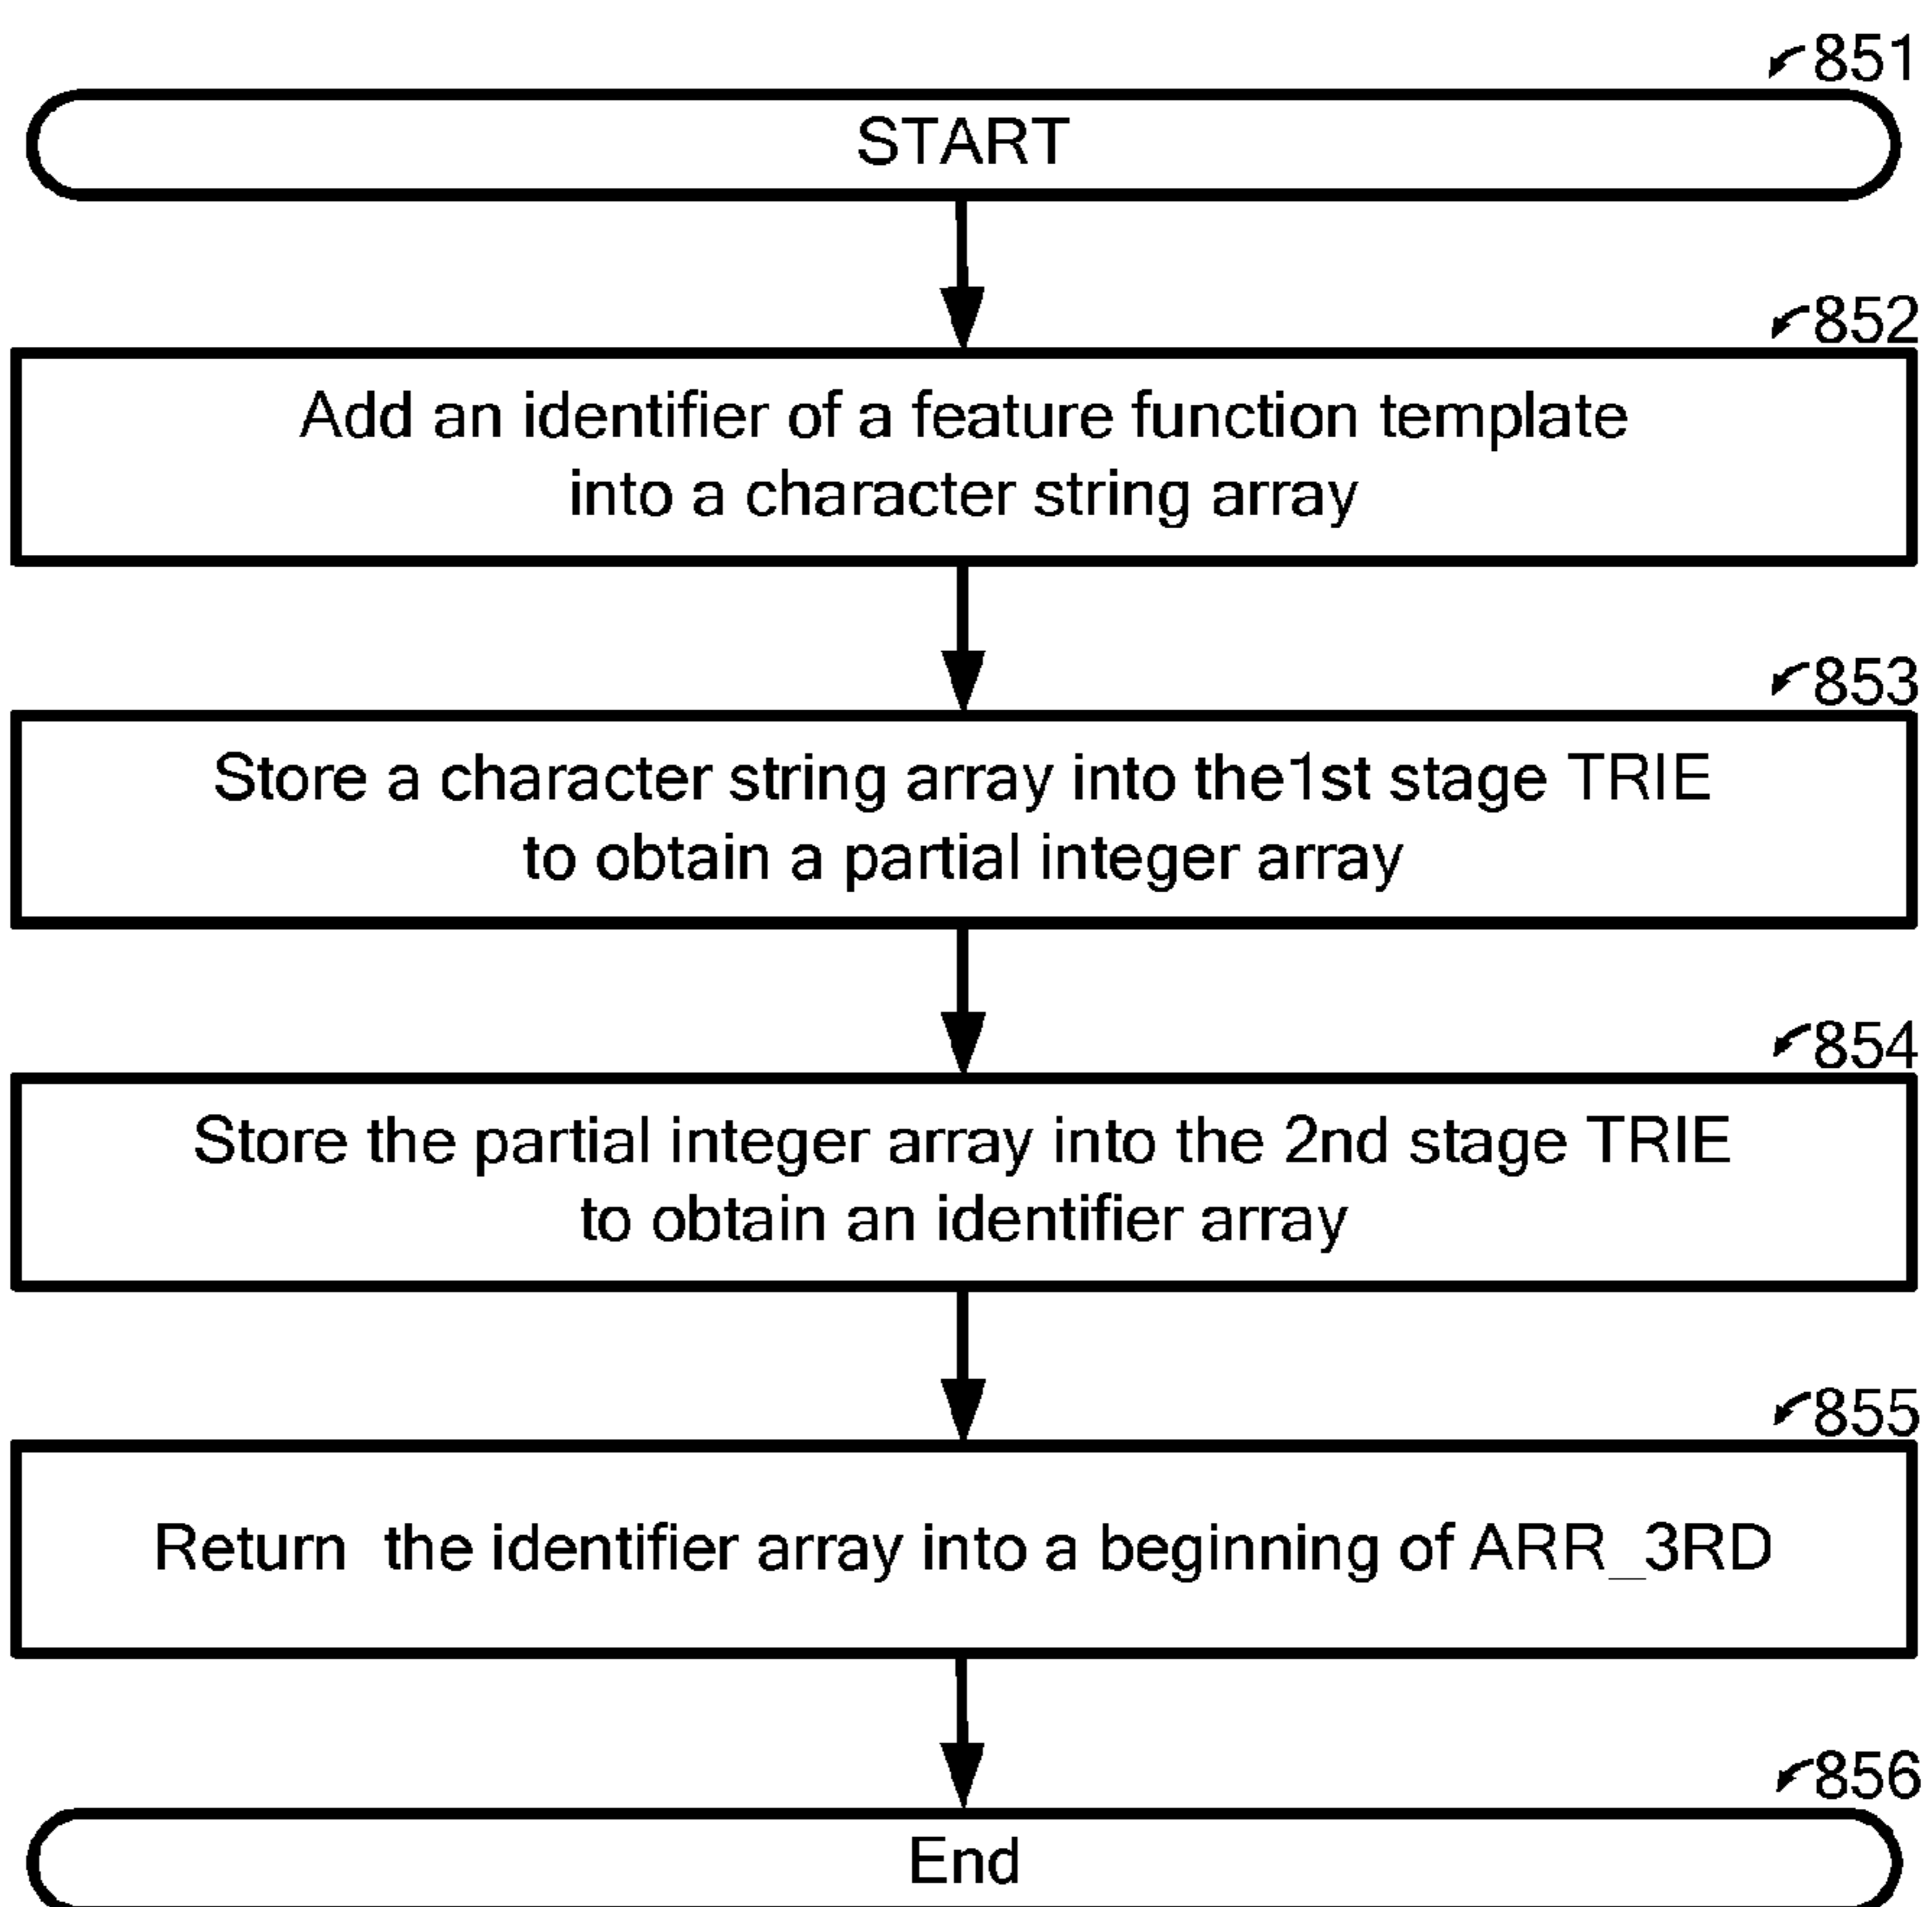 851
START
852
Add an identifier of a feature function template
into a character string array
853
Store a character string array into the1st stage TRIE
to obtain a partial integer array
854
Store the partial integer array into the 2nd stage TRIE
to obtain an identifier array
855
Return the identifier array into a beginning of ARR_3RD
856
End